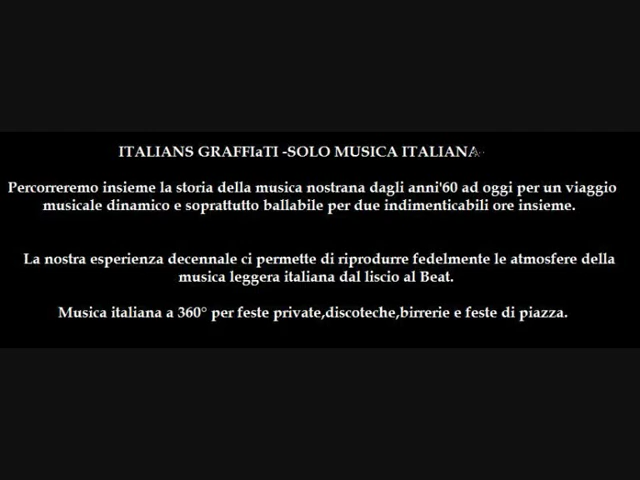 ITALIANS GRAFFIaTI -SOLO MUSICA ITALIANA
Percorreremo insieme la storia della musica nostrana dagli anni'60 ad oggi per un viaggio
musicale dinamico e soprattutto ballabile per due indimenticabili ore insieme.
La nostra esperienza decennale ci permette di riprodurre fedelmente le atmosfere della
musica leggera italiana dal liscio al Beat.
Musica italiana a 360° per feste private,discoteche,birrerie e feste di piazza.